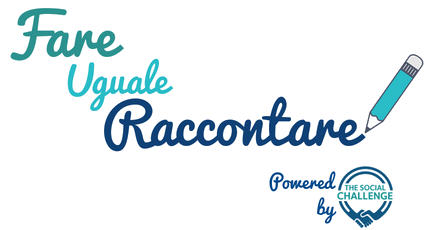 Fare
Uguale
Raccontare
Powered
by
THE SOCIAL
CHALLENGE